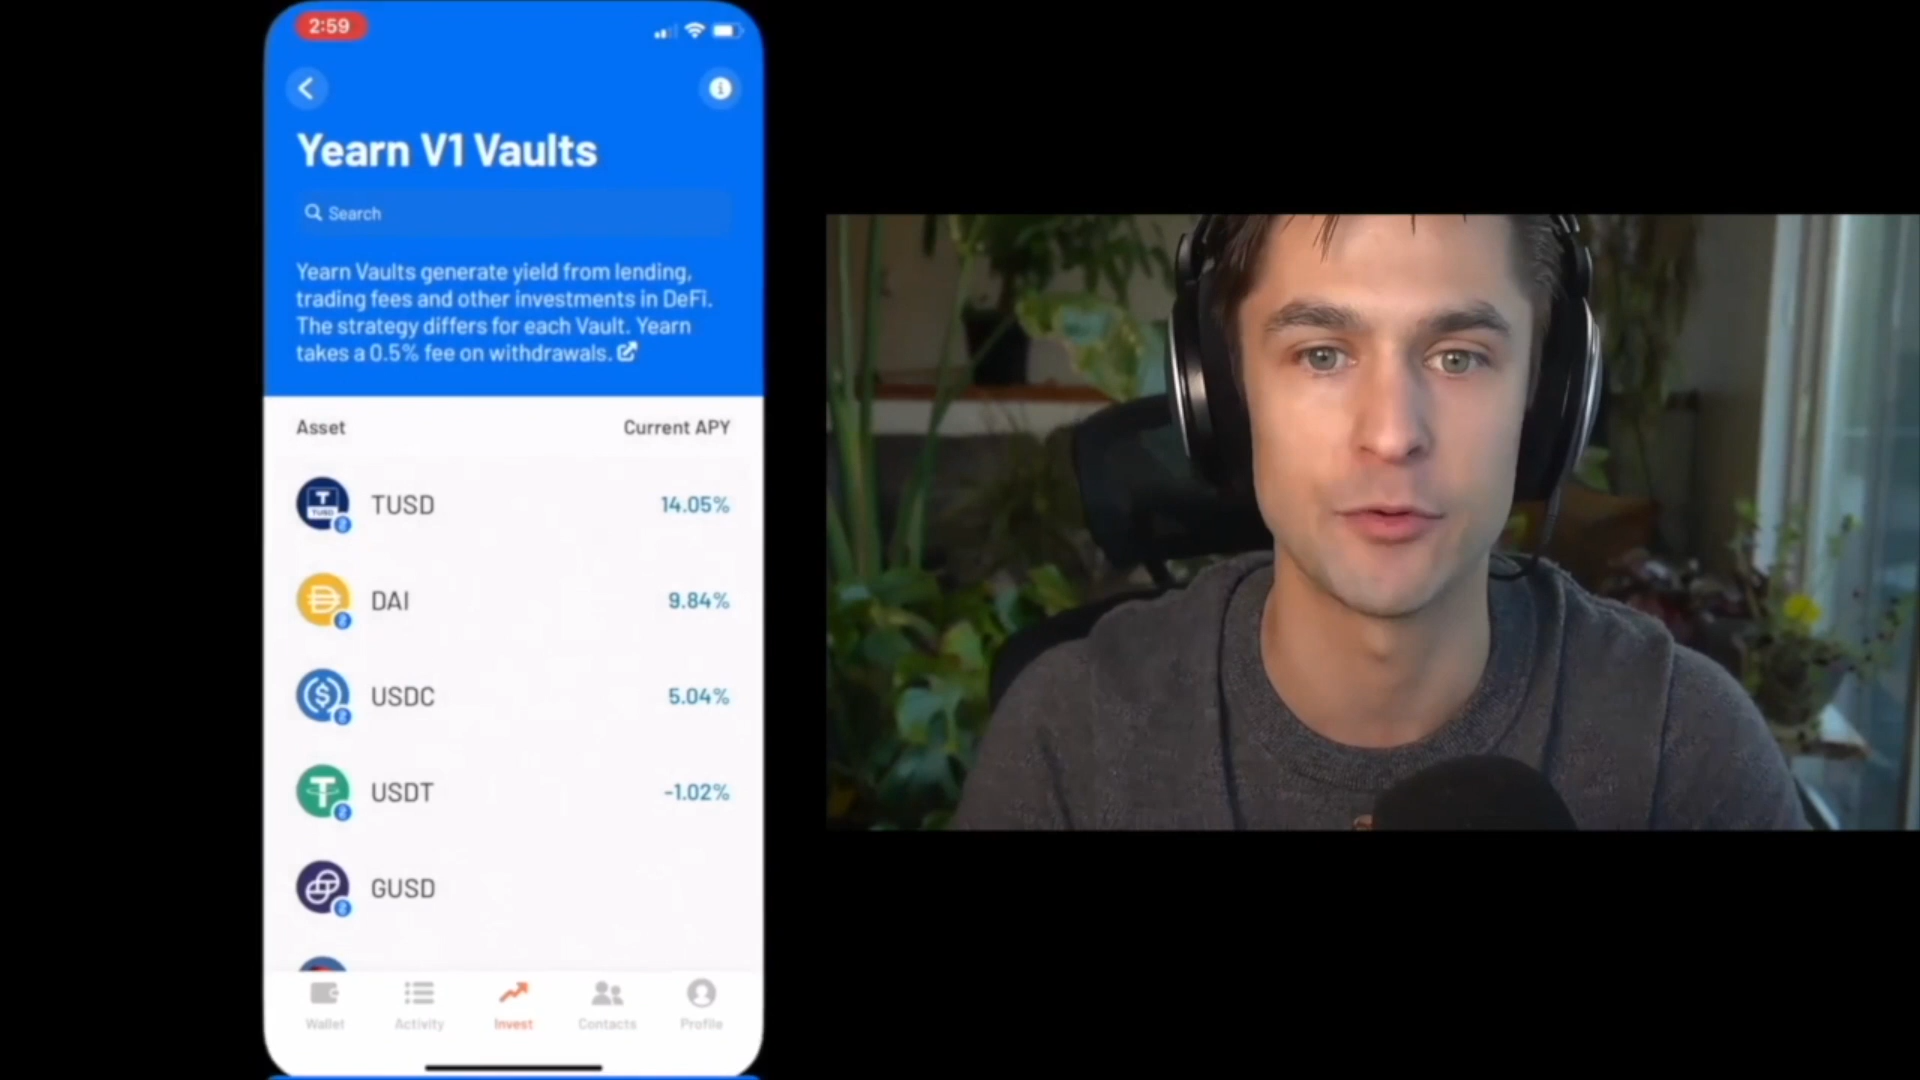 2:59
Yearn V1 Vaults
Search
Yearn Vaults generate yield from lending,
trading fees and other investments in DeFi.
The strategy differs for each Vault. Yearn
takes a 0.5% fee on withdrawals.
Asset Current APY
TUSD 14.05%
DAI 9.84%
USDC 5.04%
USDT -1.02%
GUSD
Wallet Activity Invest Contacts Profile